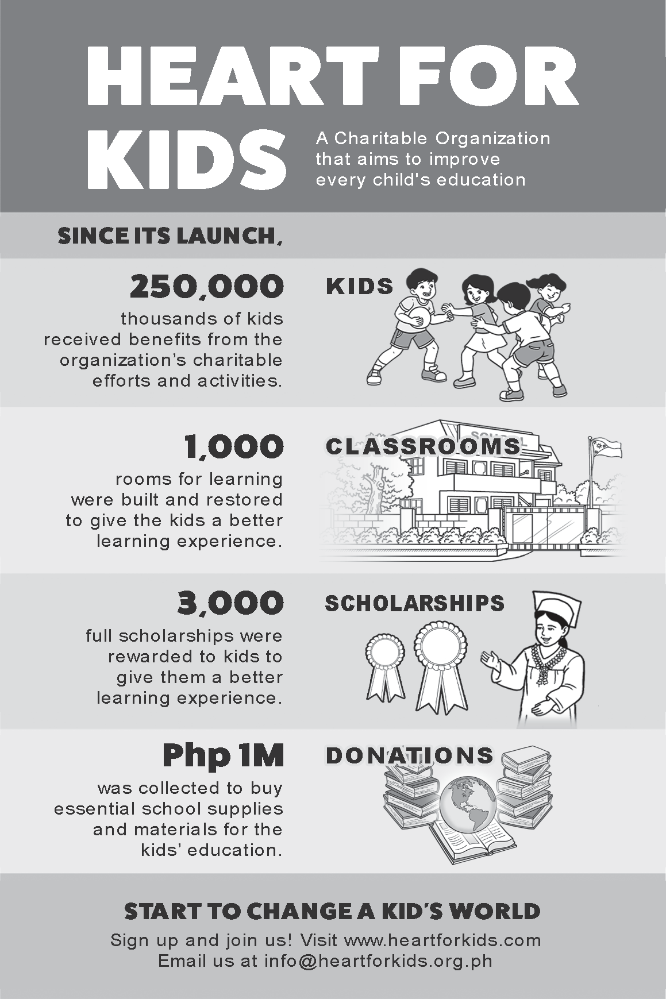 HEART FOR
KIDS
A Charitable Organization
that aims to improve
every child's education
SINCE ITS LAUNCH,
250,000
thousands of kids
received benefits from the
organization’s charitable
efforts and activities.
KIDS
1,000
rooms for learning
were built and restored
to give the kids a better
learning experience.
CLASSROOMS
SCHOOL
3,000
full scholarships were
rewarded to kids to
give them a better
learning experience.
SCHOLARSHIPS
Php 1M
was collected to buy
essential school supplies
and materials for the
kids’ education.
DONATIONS
START TO CHANGE A KID’S WORLD
Sign up and join us! Visit www.heartforkids.com
Email us at info@heartforkids.org.ph